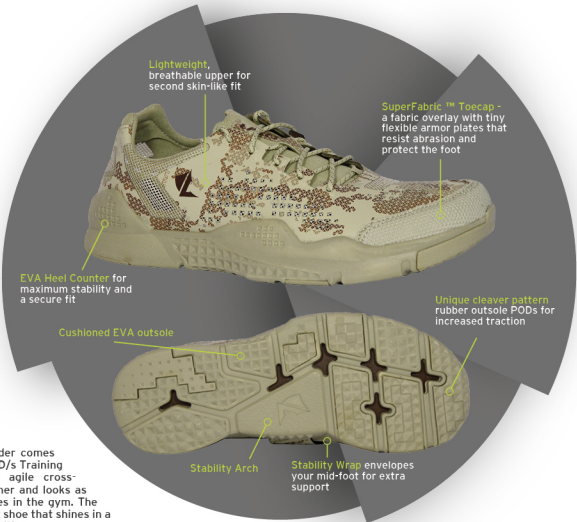 Lightweight,
breathable upper for
second skin-like fit
SuperFabric ™ Toecap -
a fabric overlay with tiny
flexible armor plates that
resist abrasion and
protect the foot
EVA Heel Counter for
maximum stability and
a secure fit
Unique cleaver pattern
rubber outsole PODs for
increased traction
Cushioned EVA outsole
Stability Arch
Stability Wrap envelopes
your mid-foot for extra
support
comes
Training
agile cross-
and looks as
in the gym. The
shoe that shines in a